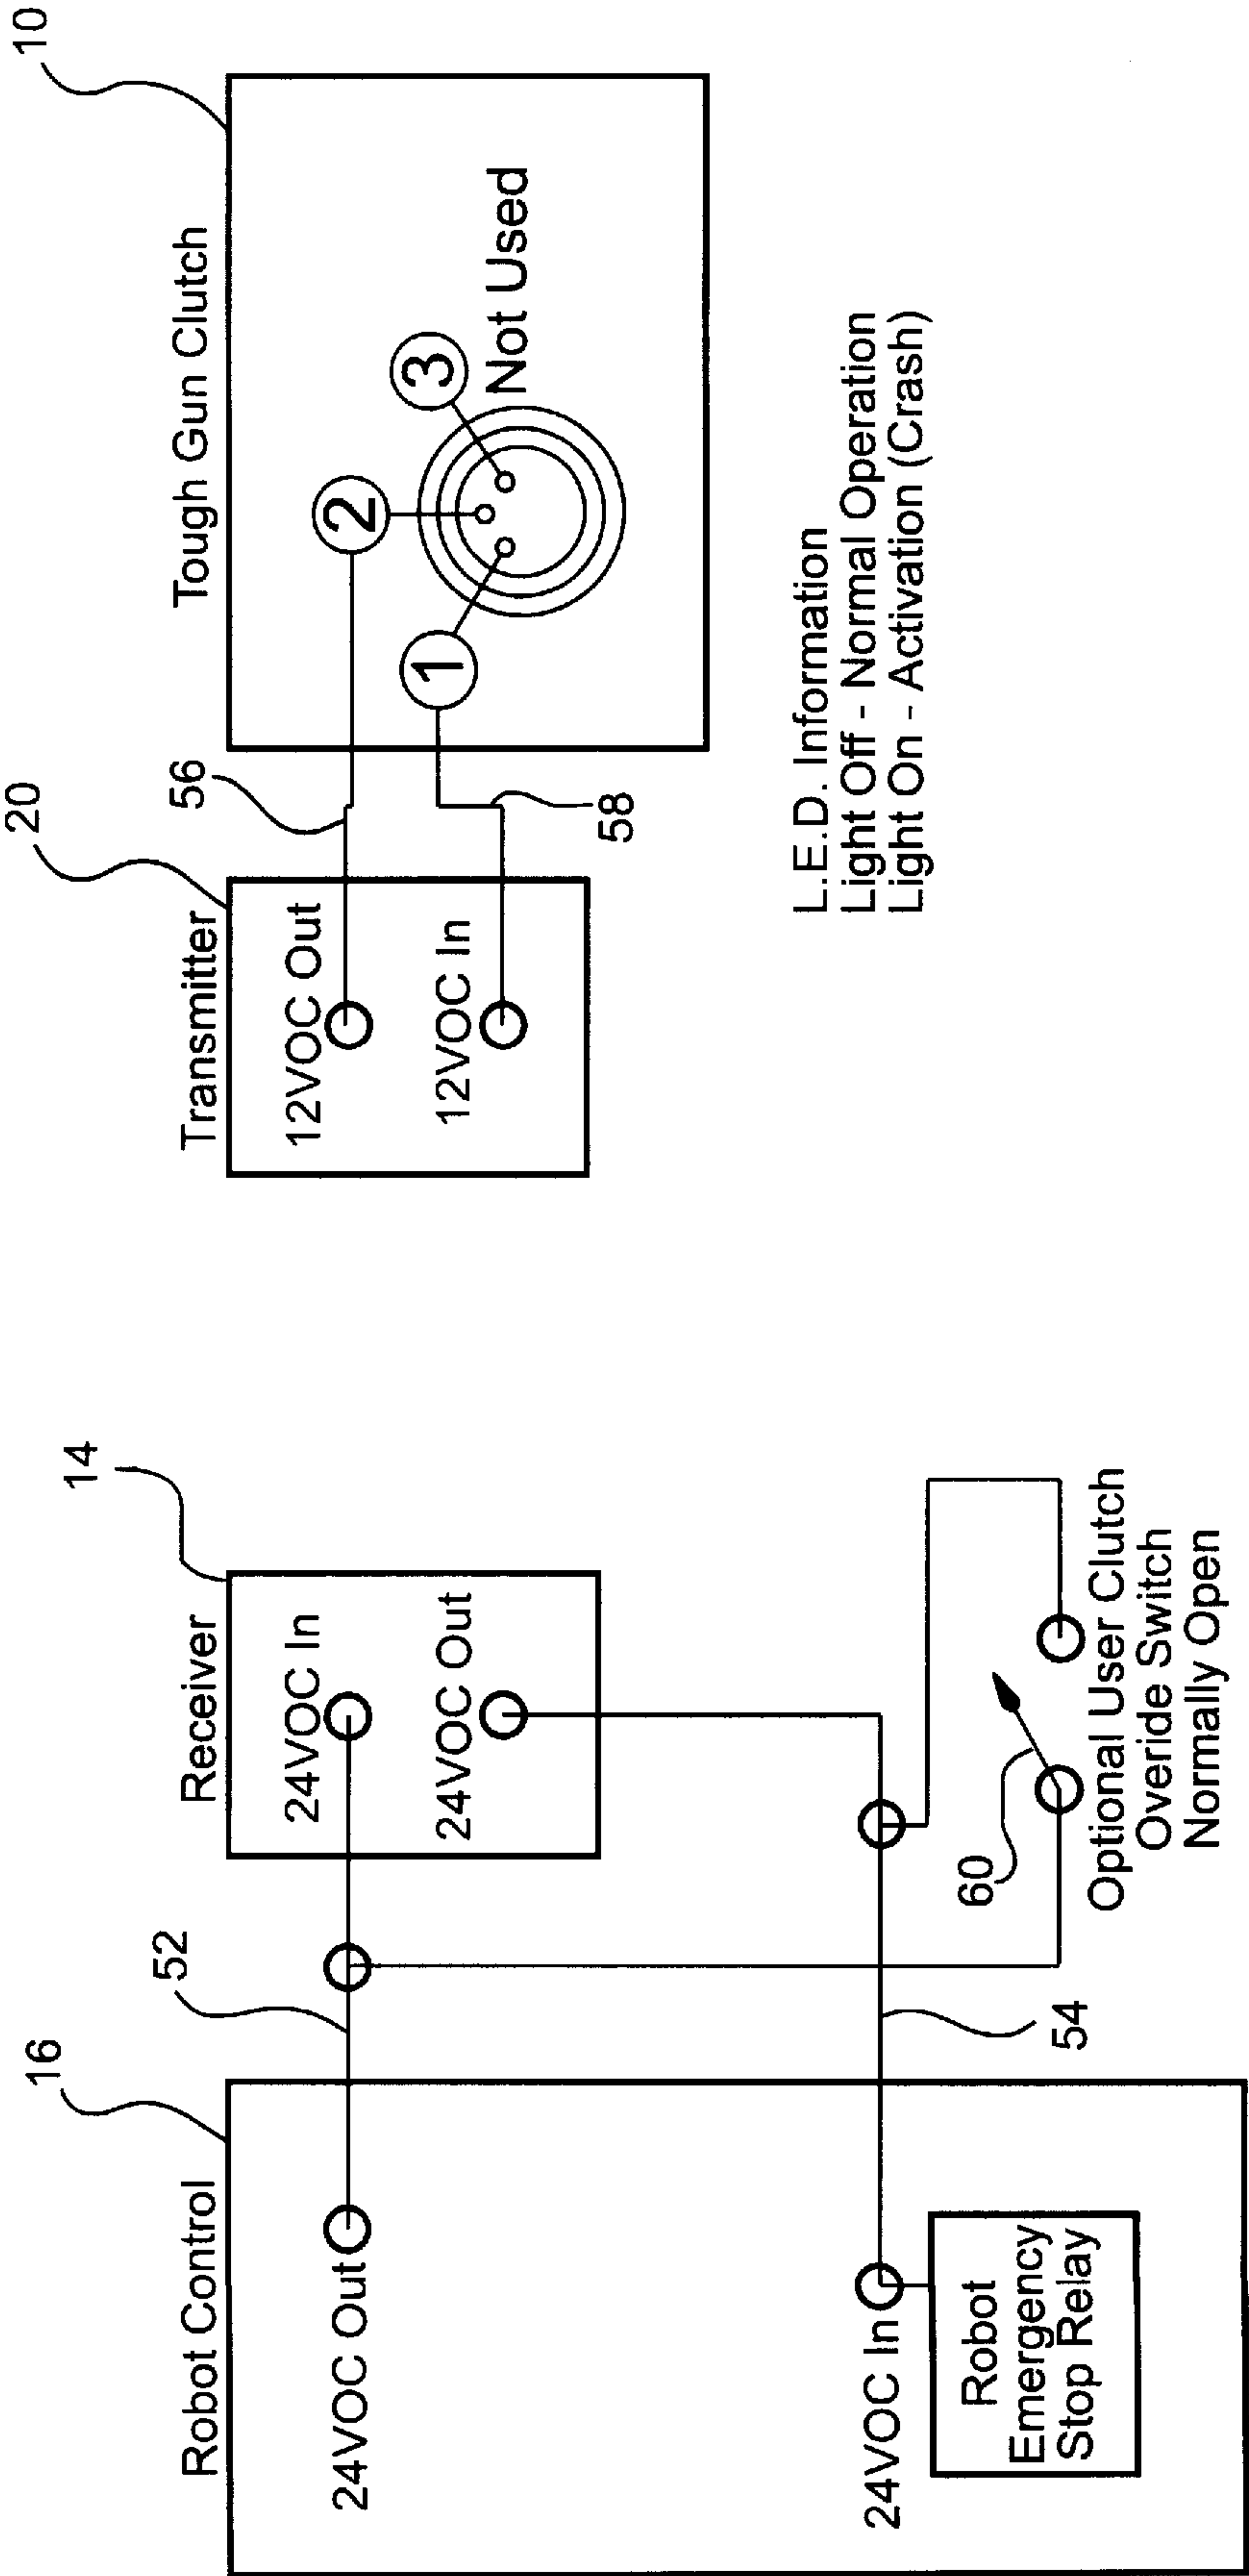 Robot Control
16
24VOC Out
24VOC In
Robot
Emergency
Stop Relay
52
54
Receiver
14
24VOC In
24VOC Out
60
Optional User Clutch
Overide Switch
Normally Open
Transmitter
20
12VOC Out
12VOC In
56
58
Tough Gun Clutch
10
1
2
3
Not Used
L.E.D. Information
Light Off - Normal Operation
Light On - Activation (Crash)